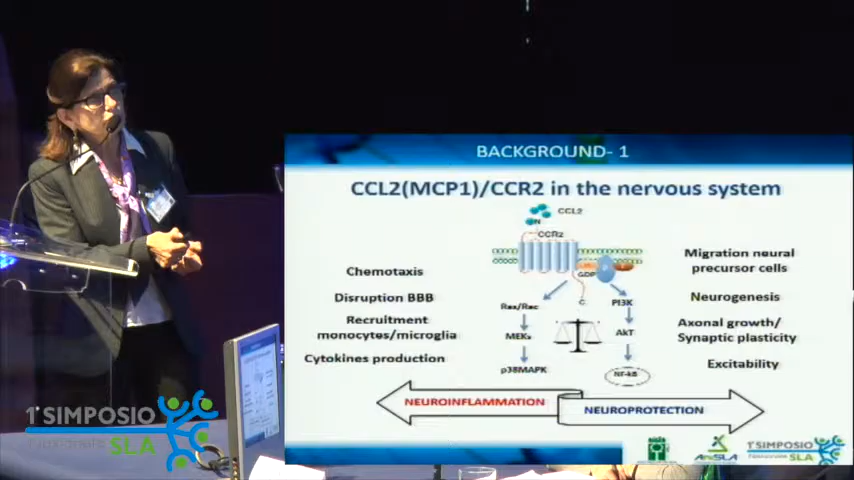 BACKGROUND- 1
CCL2(MCP1)/CCR2 in the nervous system
CCL2
N
CCR2
GDP
C
Chemotaxis
Disruption BBB
Recruitment
monocytes/microglia
Cytokines production
Ras/Rac
MEKs
p38MAPK
PI3K
AkT
NF-kB
Migration neural
precursor cells
Neurogenesis
Axonal growth/
Synaptic plasticity
Excitability
NEUROINFLAMMATION
NEUROPROTECTION
1°SIMPOSIO
SLA
1°SIMPOSIO
SLA